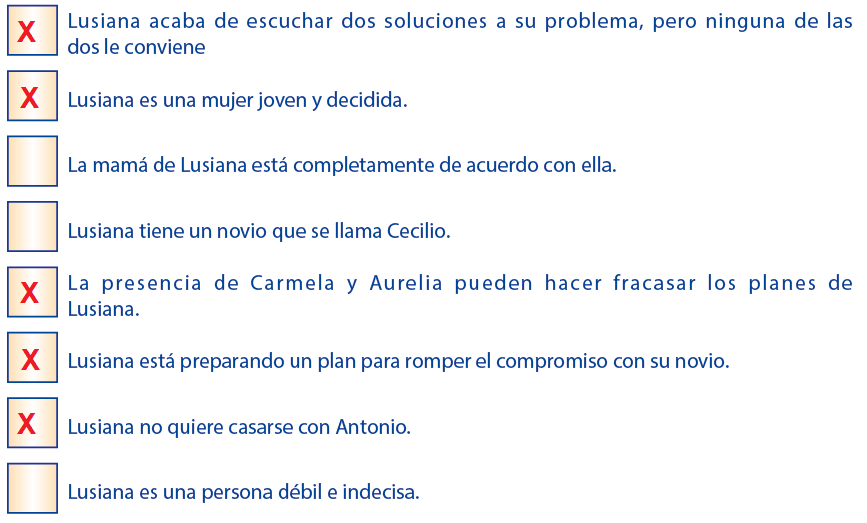 X Lusiana acaba de escuchar dos soluciones a su problema, pero ninguna de las
dos le conviene
X Lusiana es una mujer joven y decidida.
La mamá de Lusiana está completamente de acuerdo con ella.
Lusiana tiene un novio que se llama Cecilio.
X La presencia de Carmela y Aurelia pueden hacer fracasar los planes de
Lusiana.
X Lusiana está preparando un plan para romper el compromiso con su novio.
X Lusiana no quiere casarse con Antonio.
Lusiana es una persona débil e indecisa.